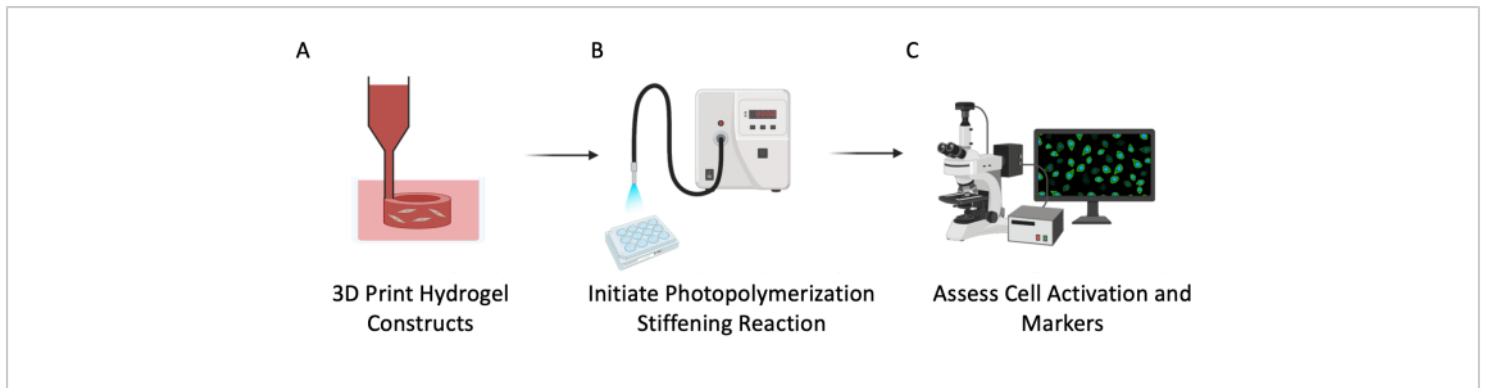 A
B
C
3D Print Hydrogel
Constructs
Initiate Photopolymerization
Stiffening Reaction
Assess Cell Activation and
Markers